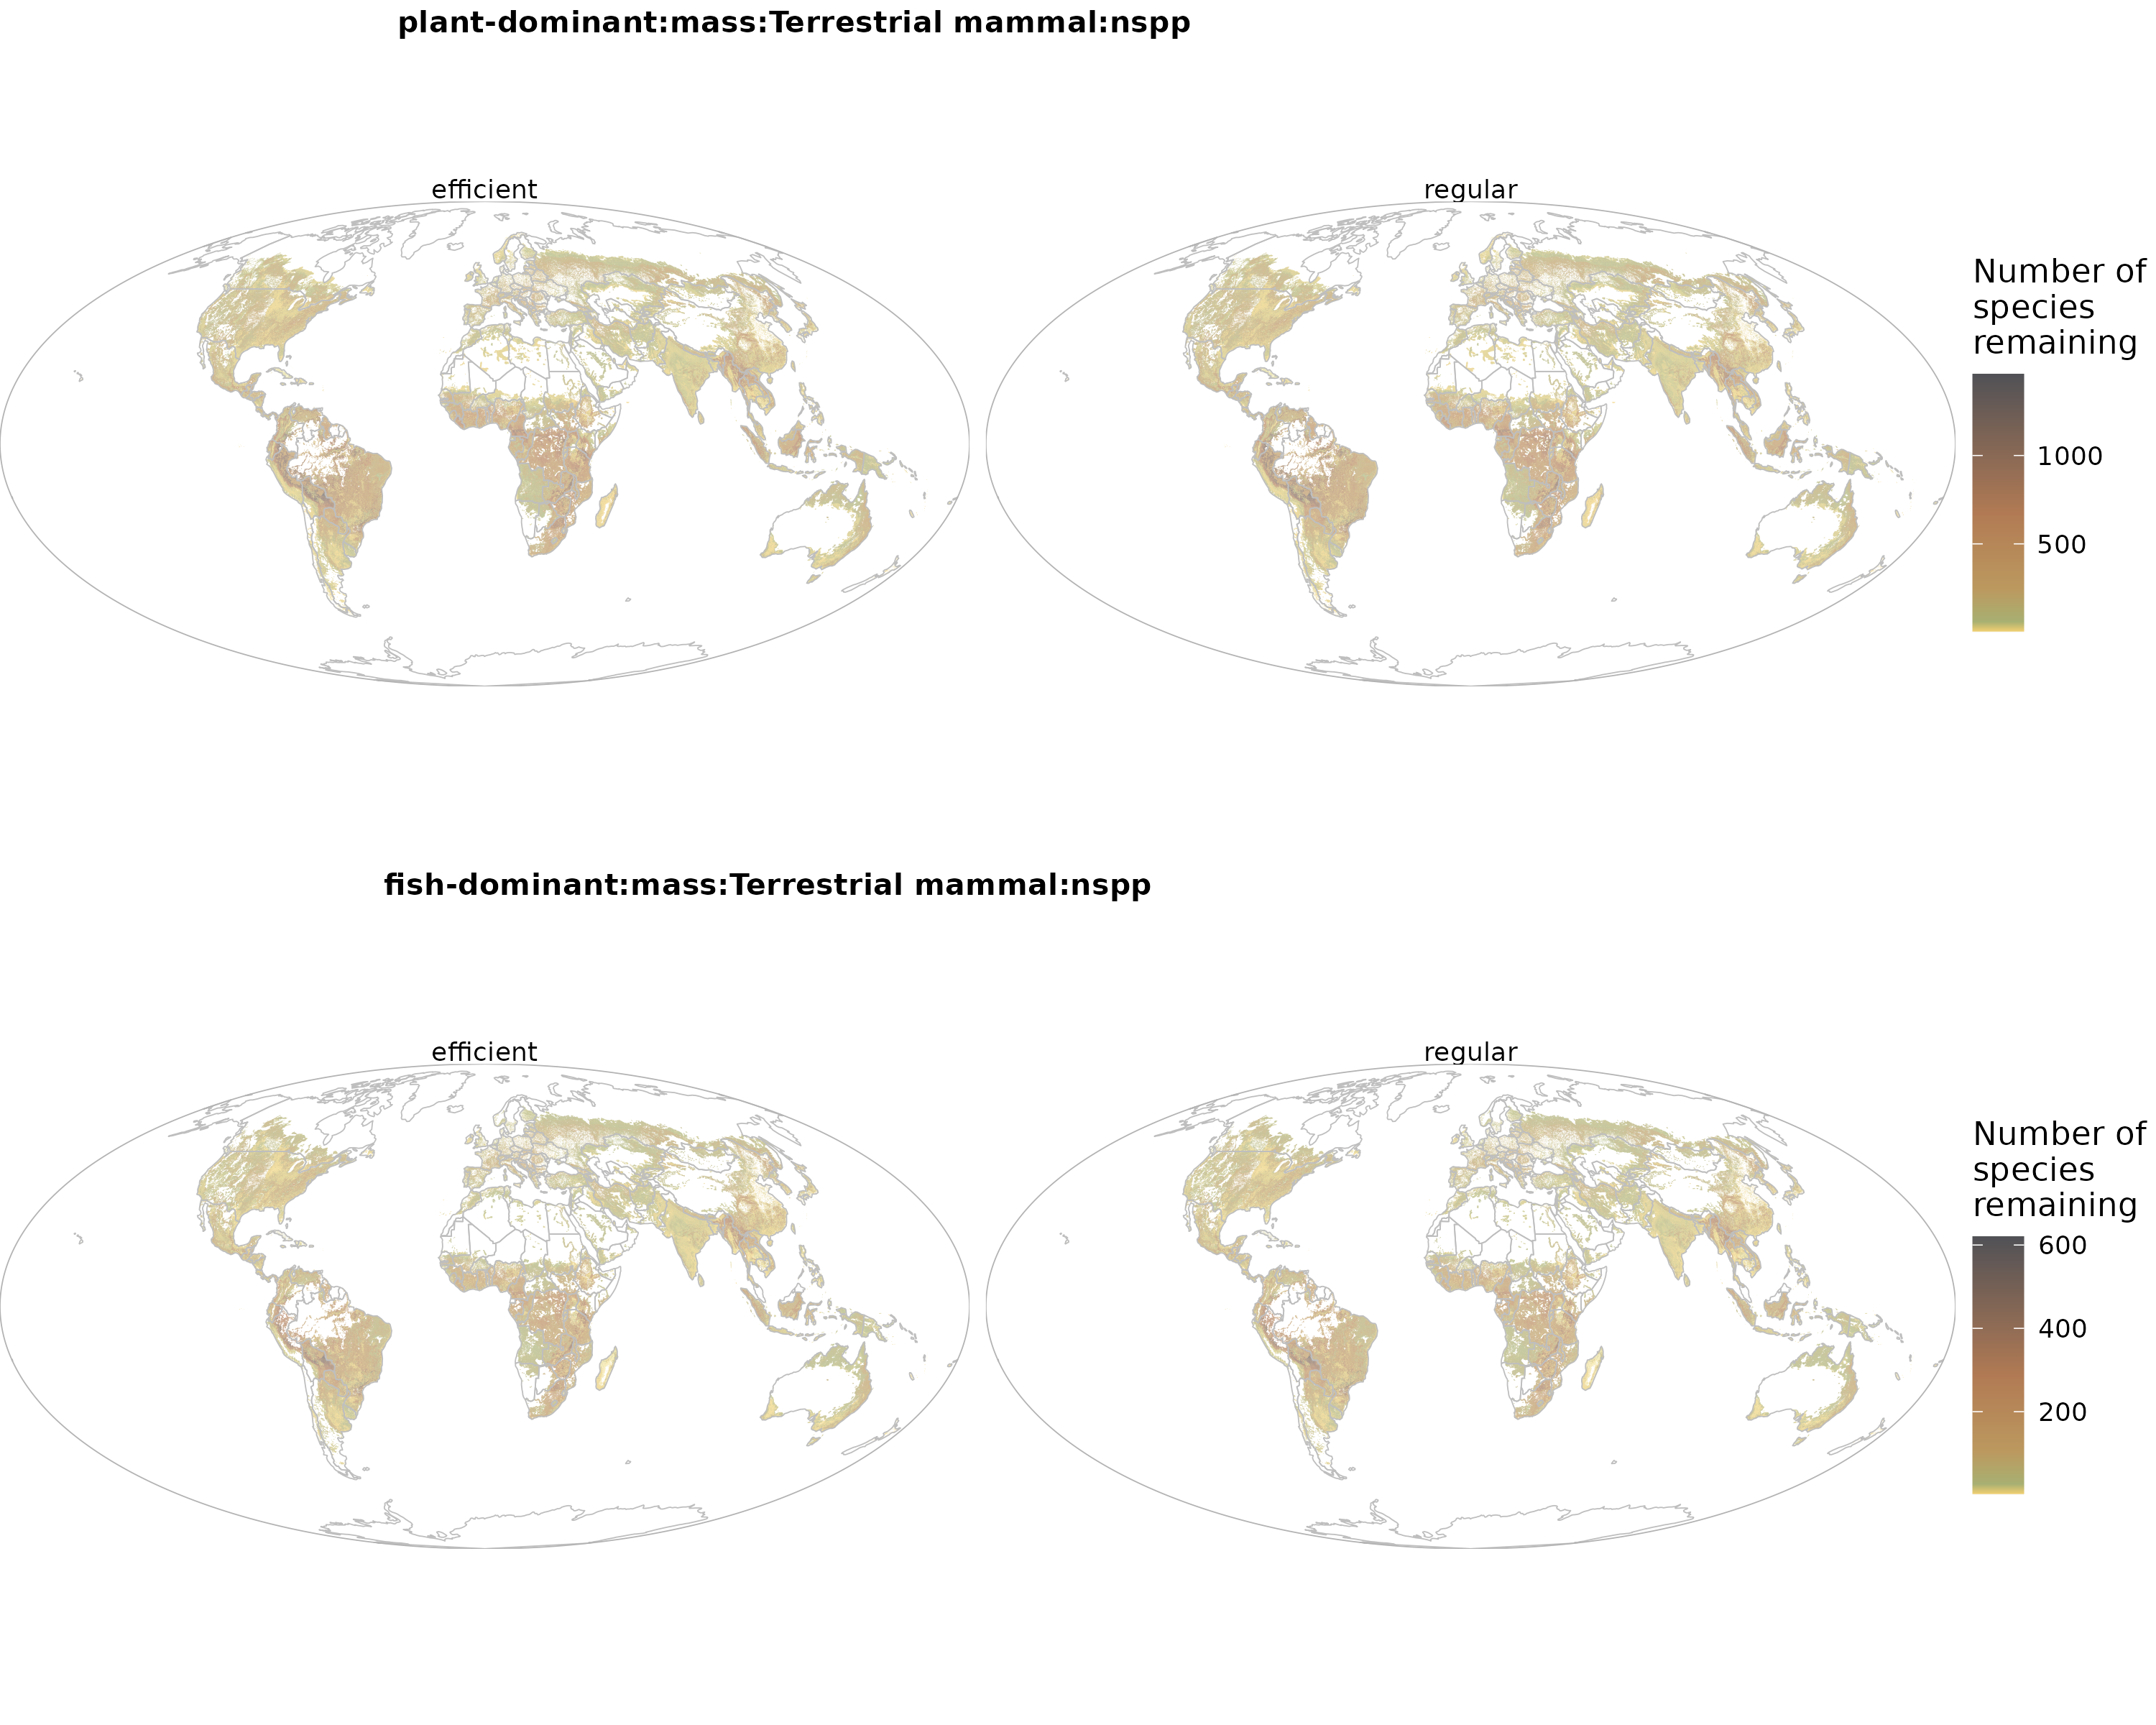 plant-dominant:mass:Terrestrial mammal:nspp
efficient
regular
Number of
species
remaining
1000
500
fish-dominant:mass:Terrestrial mammal:nspp
efficient
regular
Number of
species
remaining
600
400
200